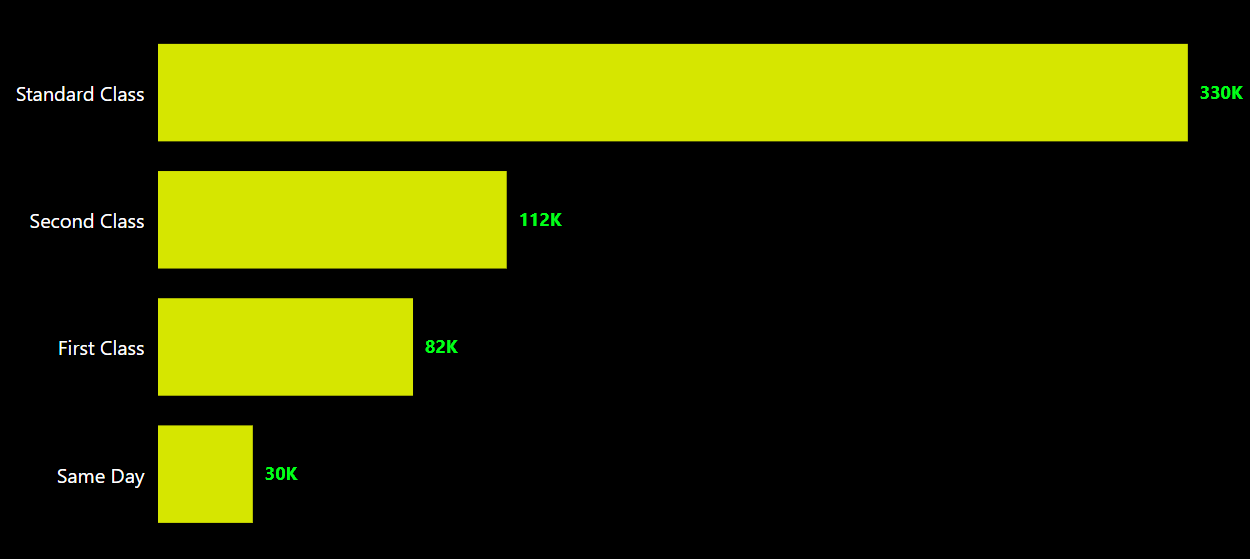 Standard Class 330K
Second Class 112K
First Class 82K
Same Day 30K